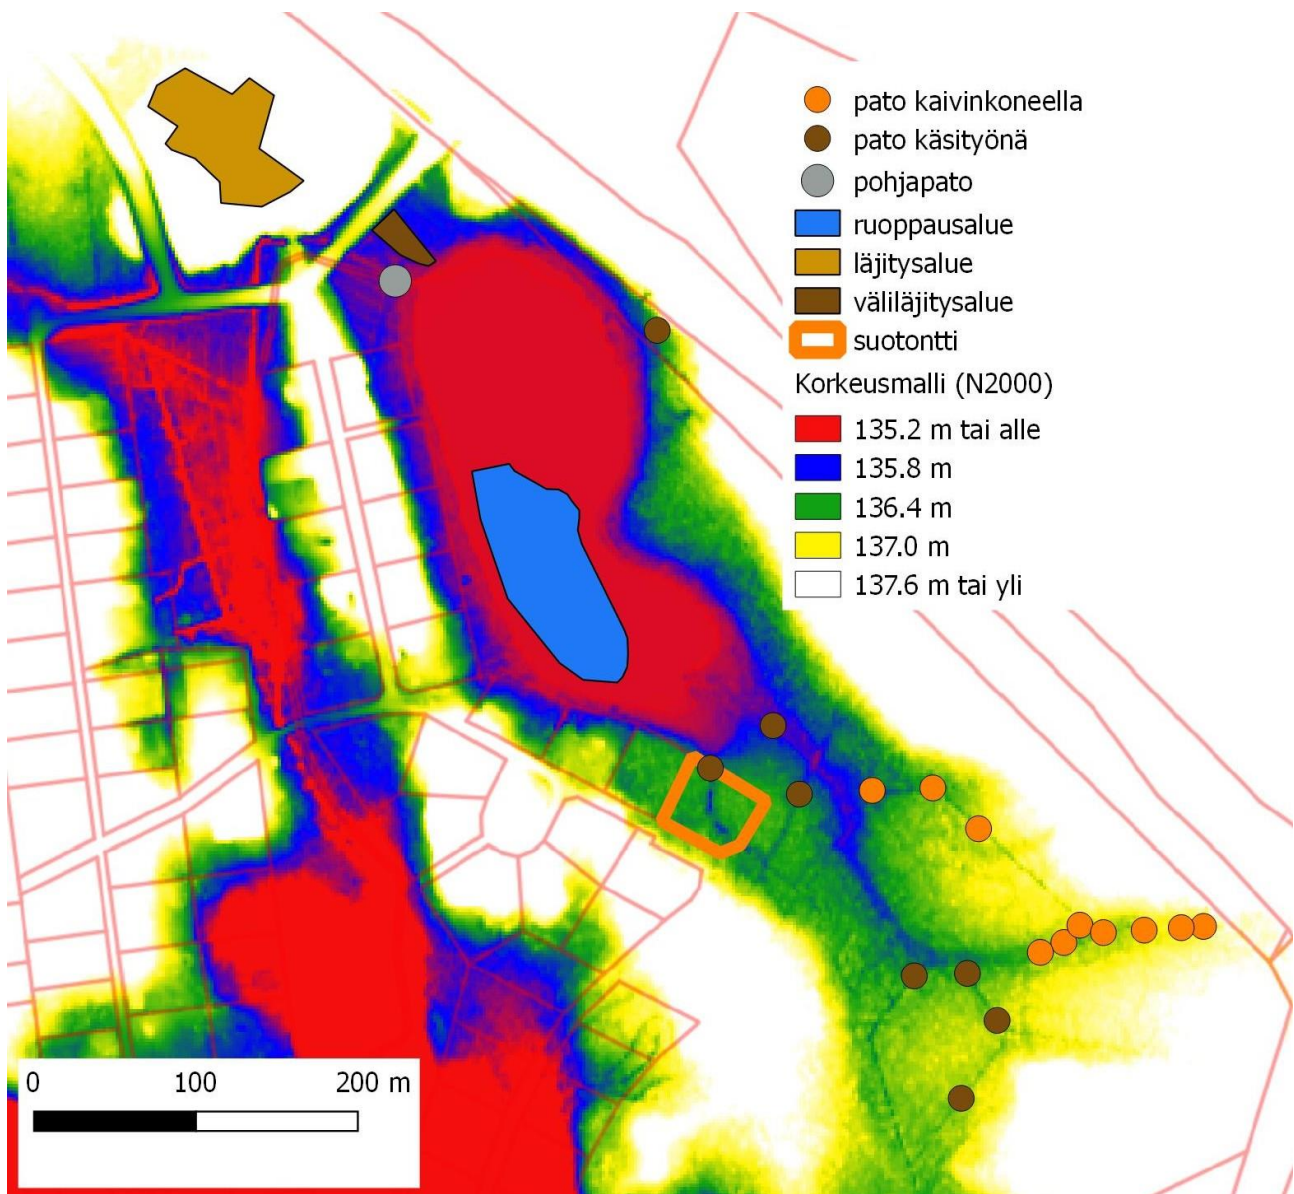 pato kaivinkoneella
pato käsityönä
pohjapato
ruoppausalue
läjitysalue
väliläjitysalue
suotontti
Korkeusmalli (N2000)
135.2 m tai alle
135.8 m
136.4 m
137.0 m
137.6 m tai yli
0 100 200 m